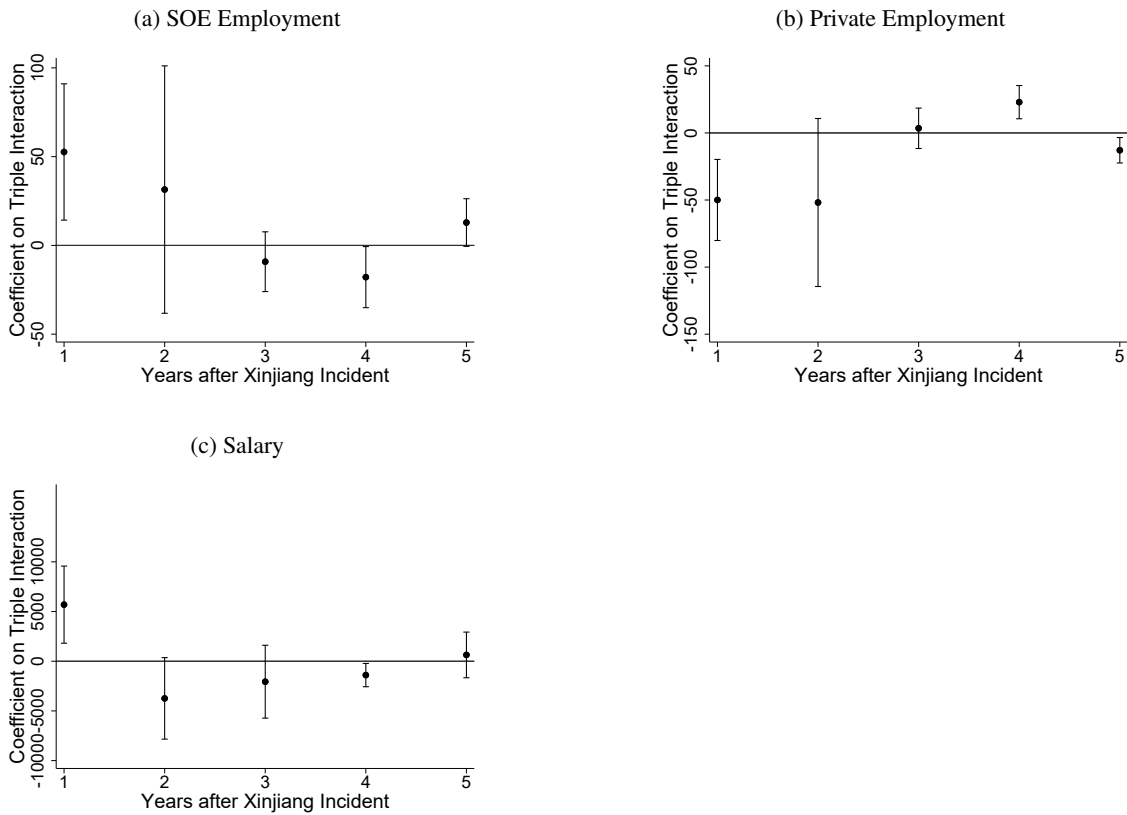 (a) SOE Employment
Coefficient on Triple Interaction
100
50
0
-50
1 2 3 4 5
Years after Xinjiang Incident
(b) Private Employment
Coefficient on Triple Interaction
50
0
-50
-100
-150
1 2 3 4 5
Years after Xinjiang Incident
(c) Salary
Coefficient on Triple Interaction
10000
5000
0
-5000
-10000
1 2 3 4 5
Years after Xinjiang Incident